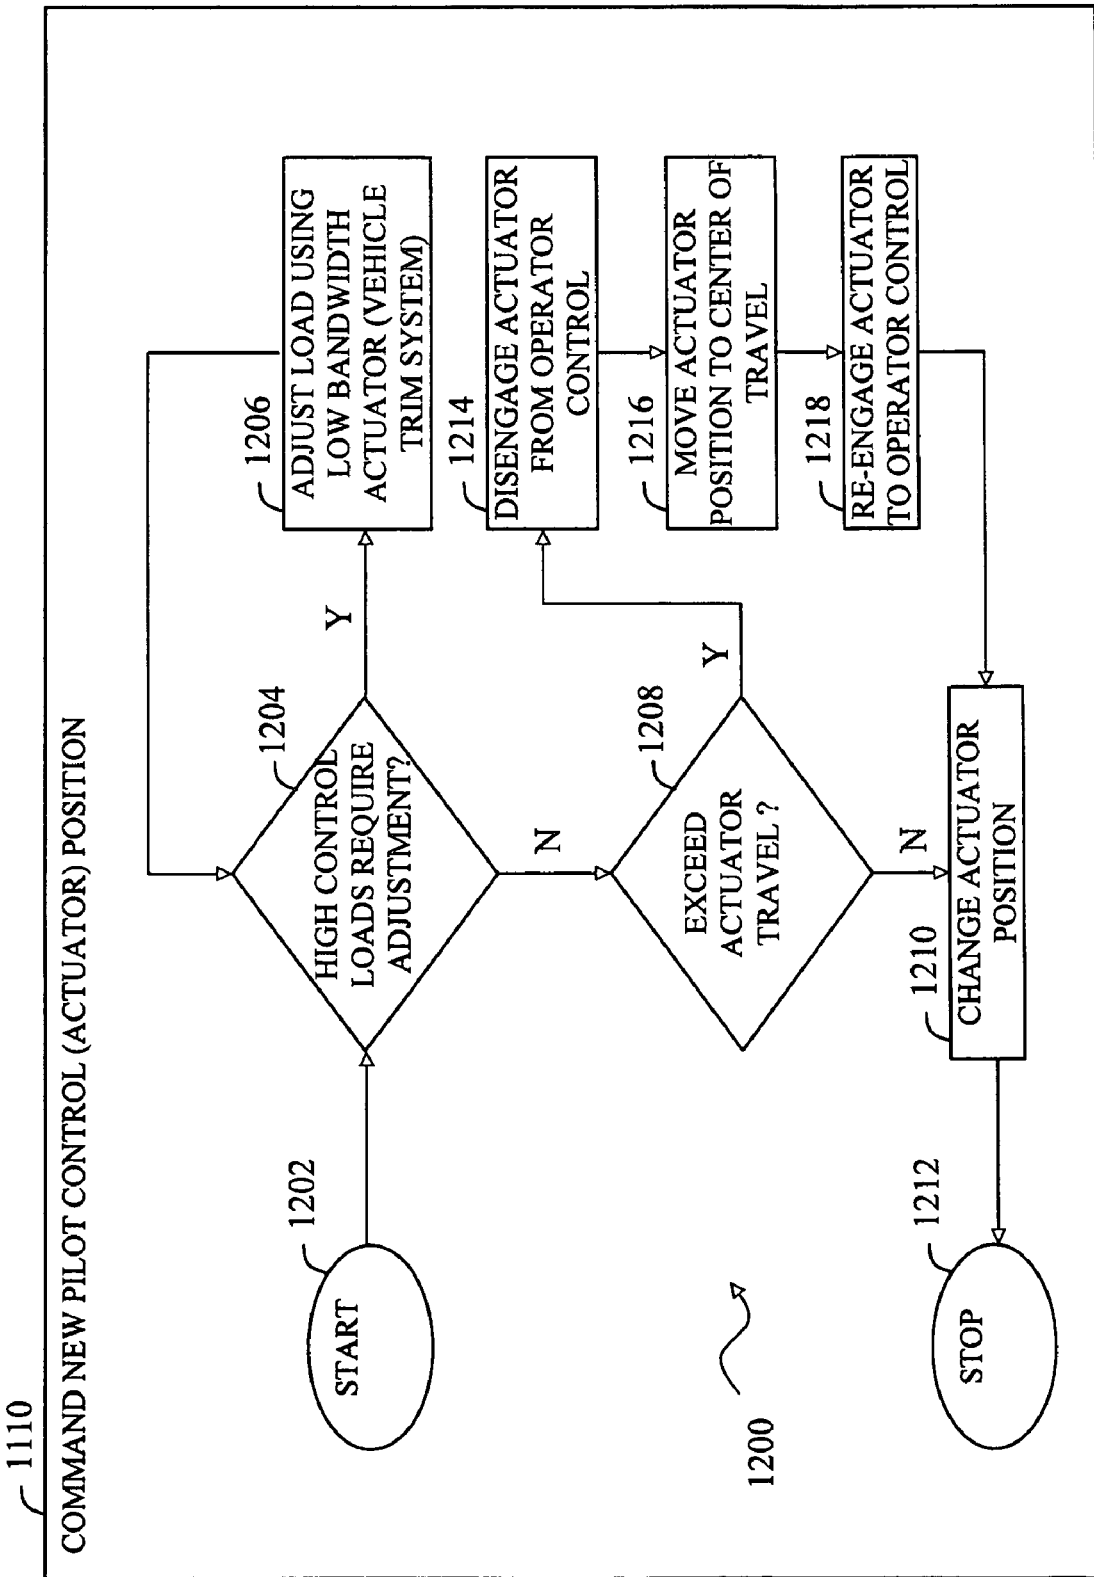 1110
COMMAND NEW PILOT CONTROL (ACTUATOR) POSITION
1202
START
1204
HIGH CONTROL
LOADS REQUIRE
ADJUSTMENT?
Y
1206
ADJUST LOAD USING
LOW BANDWIDTH
ACTUATOR (VEHICLE
TRIM SYSTEM)
N
1208
EXCEED
ACTUATOR
TRAVEL ?
Y
1214
DISENGAGE ACTUATOR
FROM OPERATOR
CONTROL
1216
MOVE ACTUATOR
POSITION TO CENTER OF
TRAVEL
1218
RE-ENGAGE ACTUATOR
TO OPERATOR CONTROL
N
1210
CHANGE ACTUATOR
POSITION
1212
STOP
1200